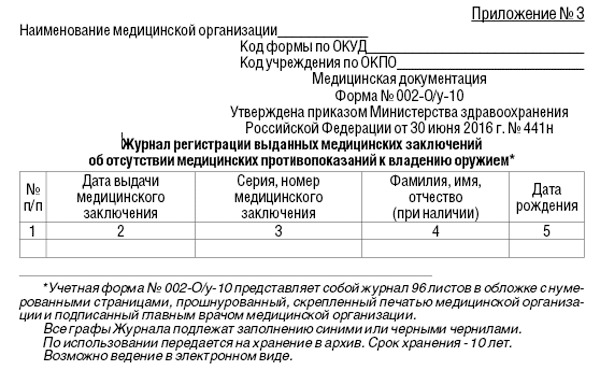 Приложение № 3
Наименование медицинской организации____________
Код формы по ОКУД_____________________
Код учреждения по ОКПО_____________________
Медицинская документация
Форма № 002-О/у-10
Утверждена приказом Министерства здравоохранения
Российской Федерации от 30 июня 2016 г. № 441н
Журнал регистрации выданных медицинских заключений
об отсутствии медицинских противопоказаний к владению оружием*
№ п/п
Дата выдачи медицинского заключения
Серия, номер медицинского заключения
Фамилия, имя, отчество (при наличии)
Дата рождения
1 2 3 4 5
*Учетная форма № 002-О/у-10 представляет собой журнал 96 листов в обложке с нуме-
рованными страницами, прошнурованный, скрепленный печатью медицинской организа-
ции и подписанный главным врачом медицинской организации.
Все графы Журнала подлежат заполнению синими или черными чернилами.
По использовании передается на хранение в архив. Срок хранения - 10 лет.
Возможно ведение в электронном виде.